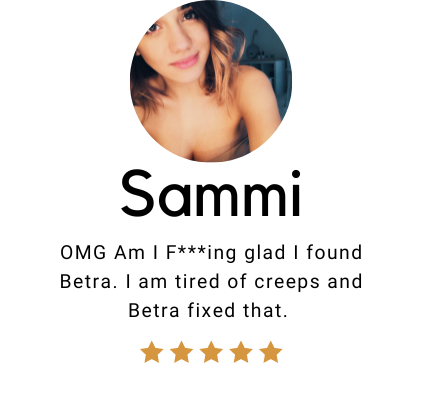 Sammi
OMG Am I F***ing glad I found
Betra. I am tired of creeps and
Betra fixed that.